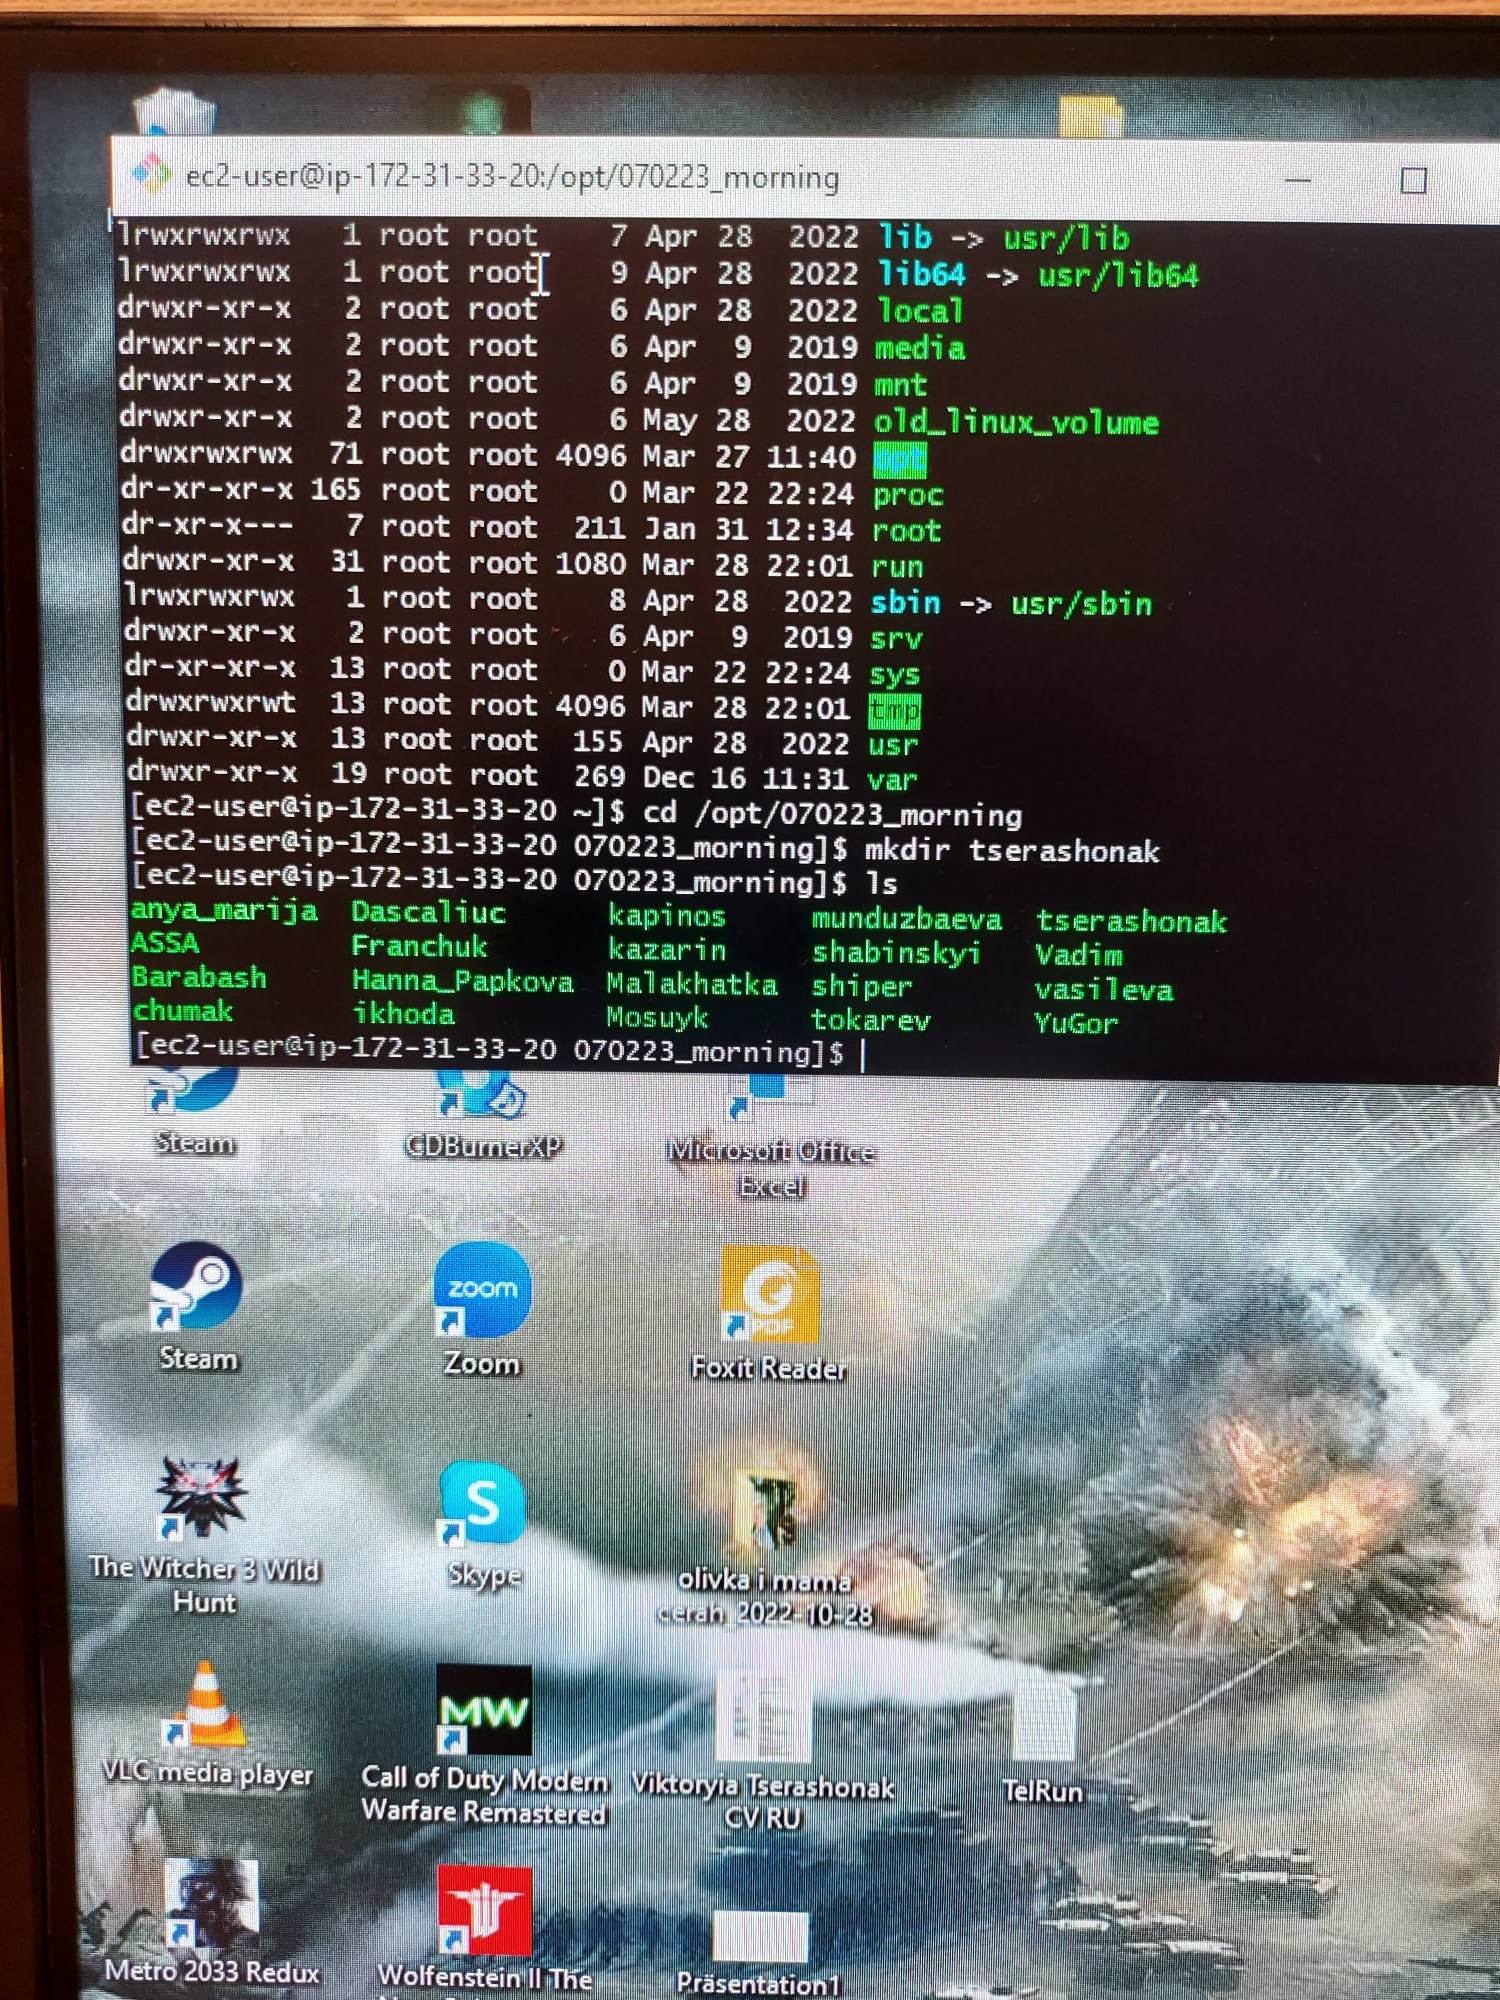 ec2-user@ip-172-31-33-20:/opt/070223_morning
lrwxrwxrwx 1 root root 7 Apr 28 2022 lib -> usr/lib
lrwxrwxrwx 1 root root 9 Apr 28 2022 lib64 -> usr/lib64
drwxr-xr-x 2 root root 6 Apr 28 2022 local
drwxr-xr-x 2 root root 6 Apr 9 2019 media
drwxr-xr-x 2 root root 6 Apr 9 2019 mnt
drwxr-xr-x 2 root root 6 May 28 2022 old_linux_volume
drwxrwxrwx 71 root root 4096 Mar 27 11:40 opt
dr-xr-xr-x 165 root root 0 Mar 22 22:24 proc
dr-xr-x--- 7 root root 211 Jan 31 12:34 root
drwxr-xr-x 31 root root 1080 Mar 28 22:01 run
lrwxrwxrwx 1 root root 8 Apr 28 2022 sbin -> usr/sbin
drwxr-xr-x 2 root root 6 Apr 9 2019 srv
dr-xr-xr-x 13 root root 0 Mar 22 22:24 sys
drwxrwxrwt 13 root root 4096 Mar 28 22:01 tmp
drwxr-xr-x 13 root root 155 Apr 28 2022 usr
drwxr-xr-x 19 root root 269 Dec 16 11:31 var
[ec2-user@ip-172-31-33-20 ~]$ cd /opt/070223_morning
[ec2-user@ip-172-31-33-20 070223_morning]$ mkdir tserashonak
[ec2-user@ip-172-31-33-20 070223_morning]$ ls
anya_marija Dascaliuc kapinos munduzbaeva tserashonak
ASSA Franchuk kazarin shabinskyi Vadim
Barabash Hanna_Papkova Malakhatka shiper vasileva
chumak ikhoda Mosuyk tokarev YuGor
[ec2-user@ip-172-31-33-20 070223_morning]$
Steam CDBurnerXP Microsoft Office
Excel
zoom
PDF
Steam Zoom Foxit Reader
S
The Witcher 3 Wild
Hunt
Skype
olivka i mama
cerah_2022-10-28
MW
VLC media player
Call of Duty Modern
Warfare Remastered
Viktoryia Tserashonak
CV RU
TelRun
Metro 2033 Redux
Wolfenstein II The
Präsentation1